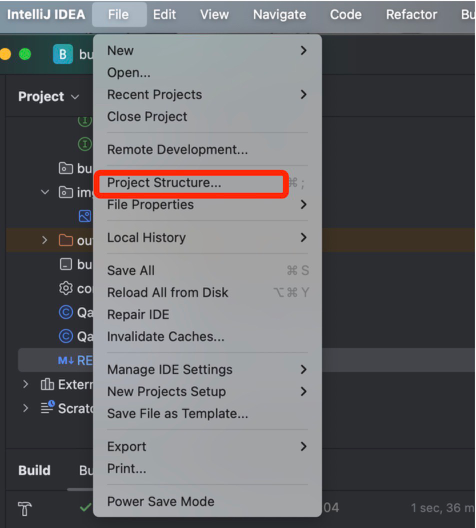 IntelliJ IDEA File Edit View Navigate Code Refactor Bu
B bu
Project
New
Open...
Recent Projects
Close Project
Remote Development...
Project Structure... ⌘ ;
File Properties
Local History
Save All ⌘ S
Reload All from Disk ⌥ ⌘ Y
Repair IDE
Invalidate Caches...
Manage IDE Settings
New Projects Setup
Save File as Template...
Export
Print...
Power Save Mode
bu
im
ou
bu
co
Qa
Qa
M↓ RE
Extern
Scratc
Build Bu
04 1 sec, 36 m